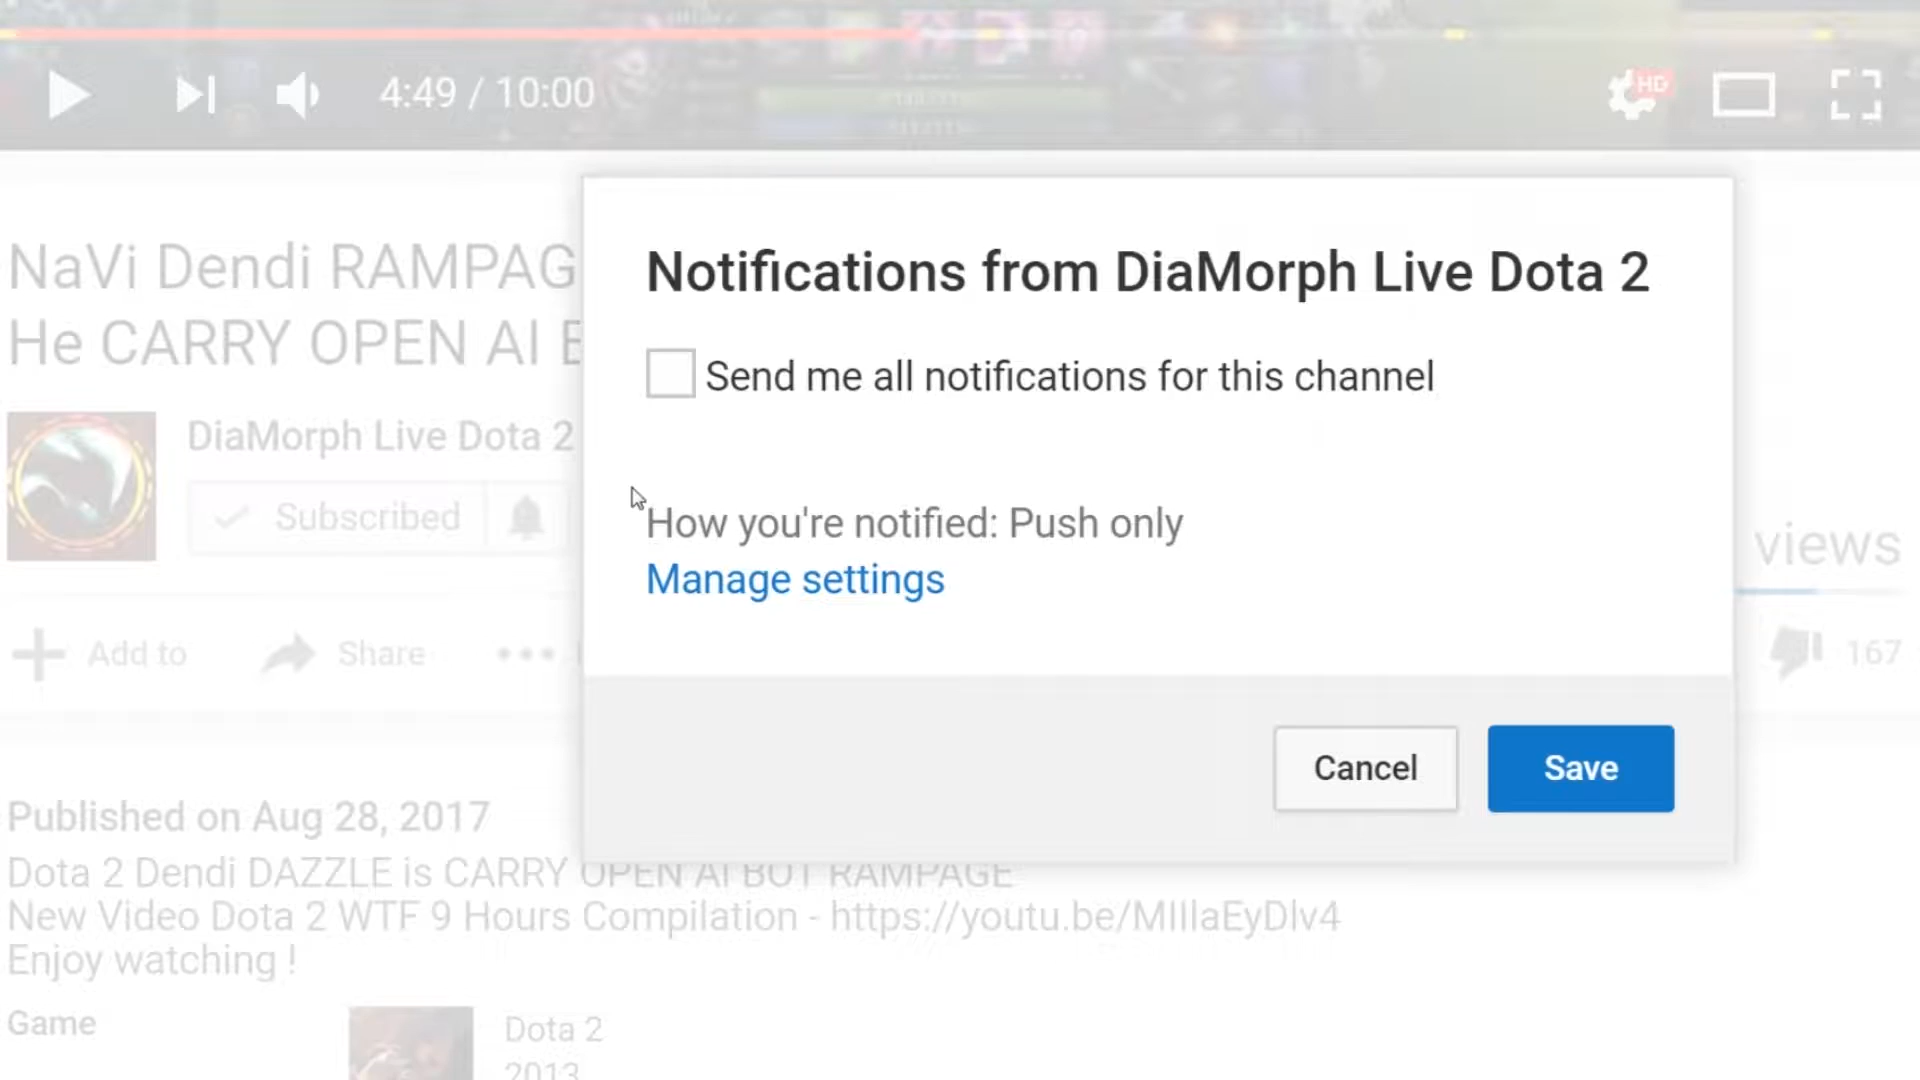 4:49 / 10:00
HD
NaVi Dendi RAMPAG
He CARRY OPEN AI
Notifications from DiaMorph Live Dota 2
Send me all notifications for this channel
How you're notified: Push only
Manage settings
Cancel
Save
DiaMorph Live Dota 2
Subscribed
views
Add to
Share
167
Published on Aug 28, 2017
Dota 2 Dendi DAZZLE is CARRY OPEN AI BOT RAMPAGE
New Video Dota 2 WTF 9 Hours Compilation - https://youtu.be/MIllaEyDlv4
Enjoy watching !
Game
Dota 2
2013